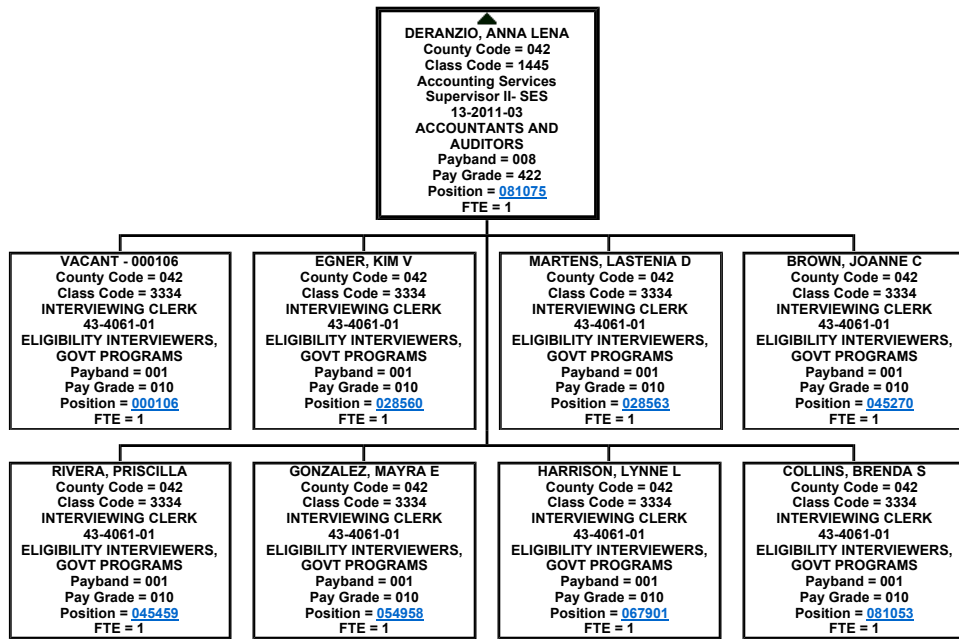 DERANZIO, ANNA LENA
County Code = 042
Class Code = 1445
Accounting Services
Supervisor II- SES
13-2011-03
ACCOUNTANTS AND
AUDITORS
Payband = 008
Pay Grade = 422
Position = 081075
FTE = 1
VACANT - 000106
County Code = 042
Class Code = 3334
INTERVIEWING CLERK
43-4061-01
ELIGIBILITY INTERVIEWERS,
GOVT PROGRAMS
Payband = 001
Pay Grade = 010
Position = 000106
FTE = 1
EGNER, KIM V
County Code = 042
Class Code = 3334
INTERVIEWING CLERK
43-4061-01
ELIGIBILITY INTERVIEWERS,
GOVT PROGRAMS
Payband = 001
Pay Grade = 010
Position = 028560
FTE = 1
MARTENS, LASTENIA D
County Code = 042
Class Code = 3334
INTERVIEWING CLERK
43-4061-01
ELIGIBILITY INTERVIEWERS,
GOVT PROGRAMS
Payband = 001
Pay Grade = 010
Position = 028563
FTE = 1
BROWN, JOANNE C
County Code = 042
Class Code = 3334
INTERVIEWING CLERK
43-4061-01
ELIGIBILITY INTERVIEWERS,
GOVT PROGRAMS
Payband = 001
Pay Grade = 010
Position = 045270
FTE = 1
RIVERA, PRISCILLA
County Code = 042
Class Code = 3334
INTERVIEWING CLERK
43-4061-01
ELIGIBILITY INTERVIEWERS,
GOVT PROGRAMS
Payband = 001
Pay Grade = 010
Position = 045459
FTE = 1
GONZALEZ, MAYRA E
County Code = 042
Class Code = 3334
INTERVIEWING CLERK
43-4061-01
ELIGIBILITY INTERVIEWERS,
GOVT PROGRAMS
Payband = 001
Pay Grade = 010
Position = 054958
FTE = 1
HARRISON, LYNNE L
County Code = 042
Class Code = 3334
INTERVIEWING CLERK
43-4061-01
ELIGIBILITY INTERVIEWERS,
GOVT PROGRAMS
Payband = 001
Pay Grade = 010
Position = 067901
FTE = 1
COLLINS, BRENDA S
County Code = 042
Class Code = 3334
INTERVIEWING CLERK
43-4061-01
ELIGIBILITY INTERVIEWERS,
GOVT PROGRAMS
Payband = 001
Pay Grade = 010
Position = 081053
FTE = 1